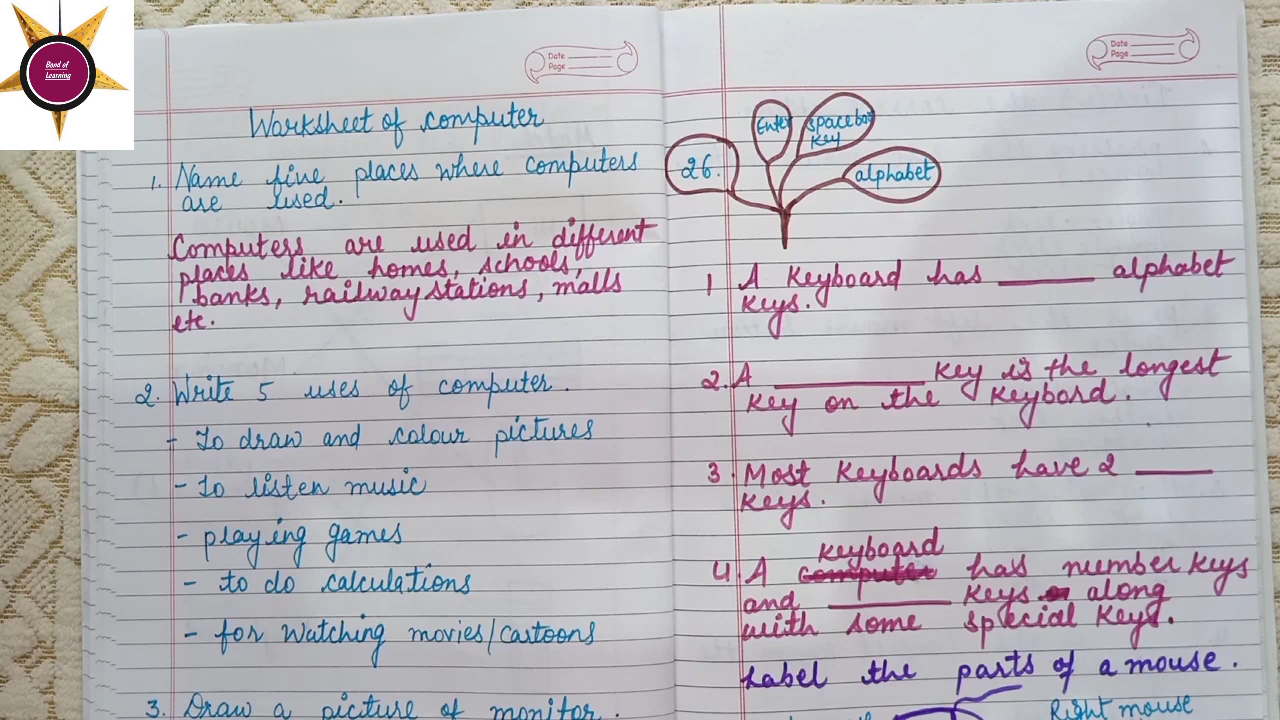 Band of
Learning
Worksheet of computer
1. Name five places where computers
are used.
Computers are used in different
places like homes, schools,
banks, railway stations, malls
etc.
2. Write 5 uses of computer.
- To draw and colour pictures
- To listen music
- playing games
- to do calculations
- for watching movies/cartoons
3. Draw a picture of monitor.
Date
Page
Date
Page
26.
Enter
spacebar
key
alphabet
1 A Keyboard has ______ alphabet
keys.
2. A ______ key is the longest
key on the keybord.
3. Most keyboards have 2 ______
keys.
keyboard
4 A computer has number keys
and ______ keys along
with some special keys.
Label the parts of a mouse.
Right mouse